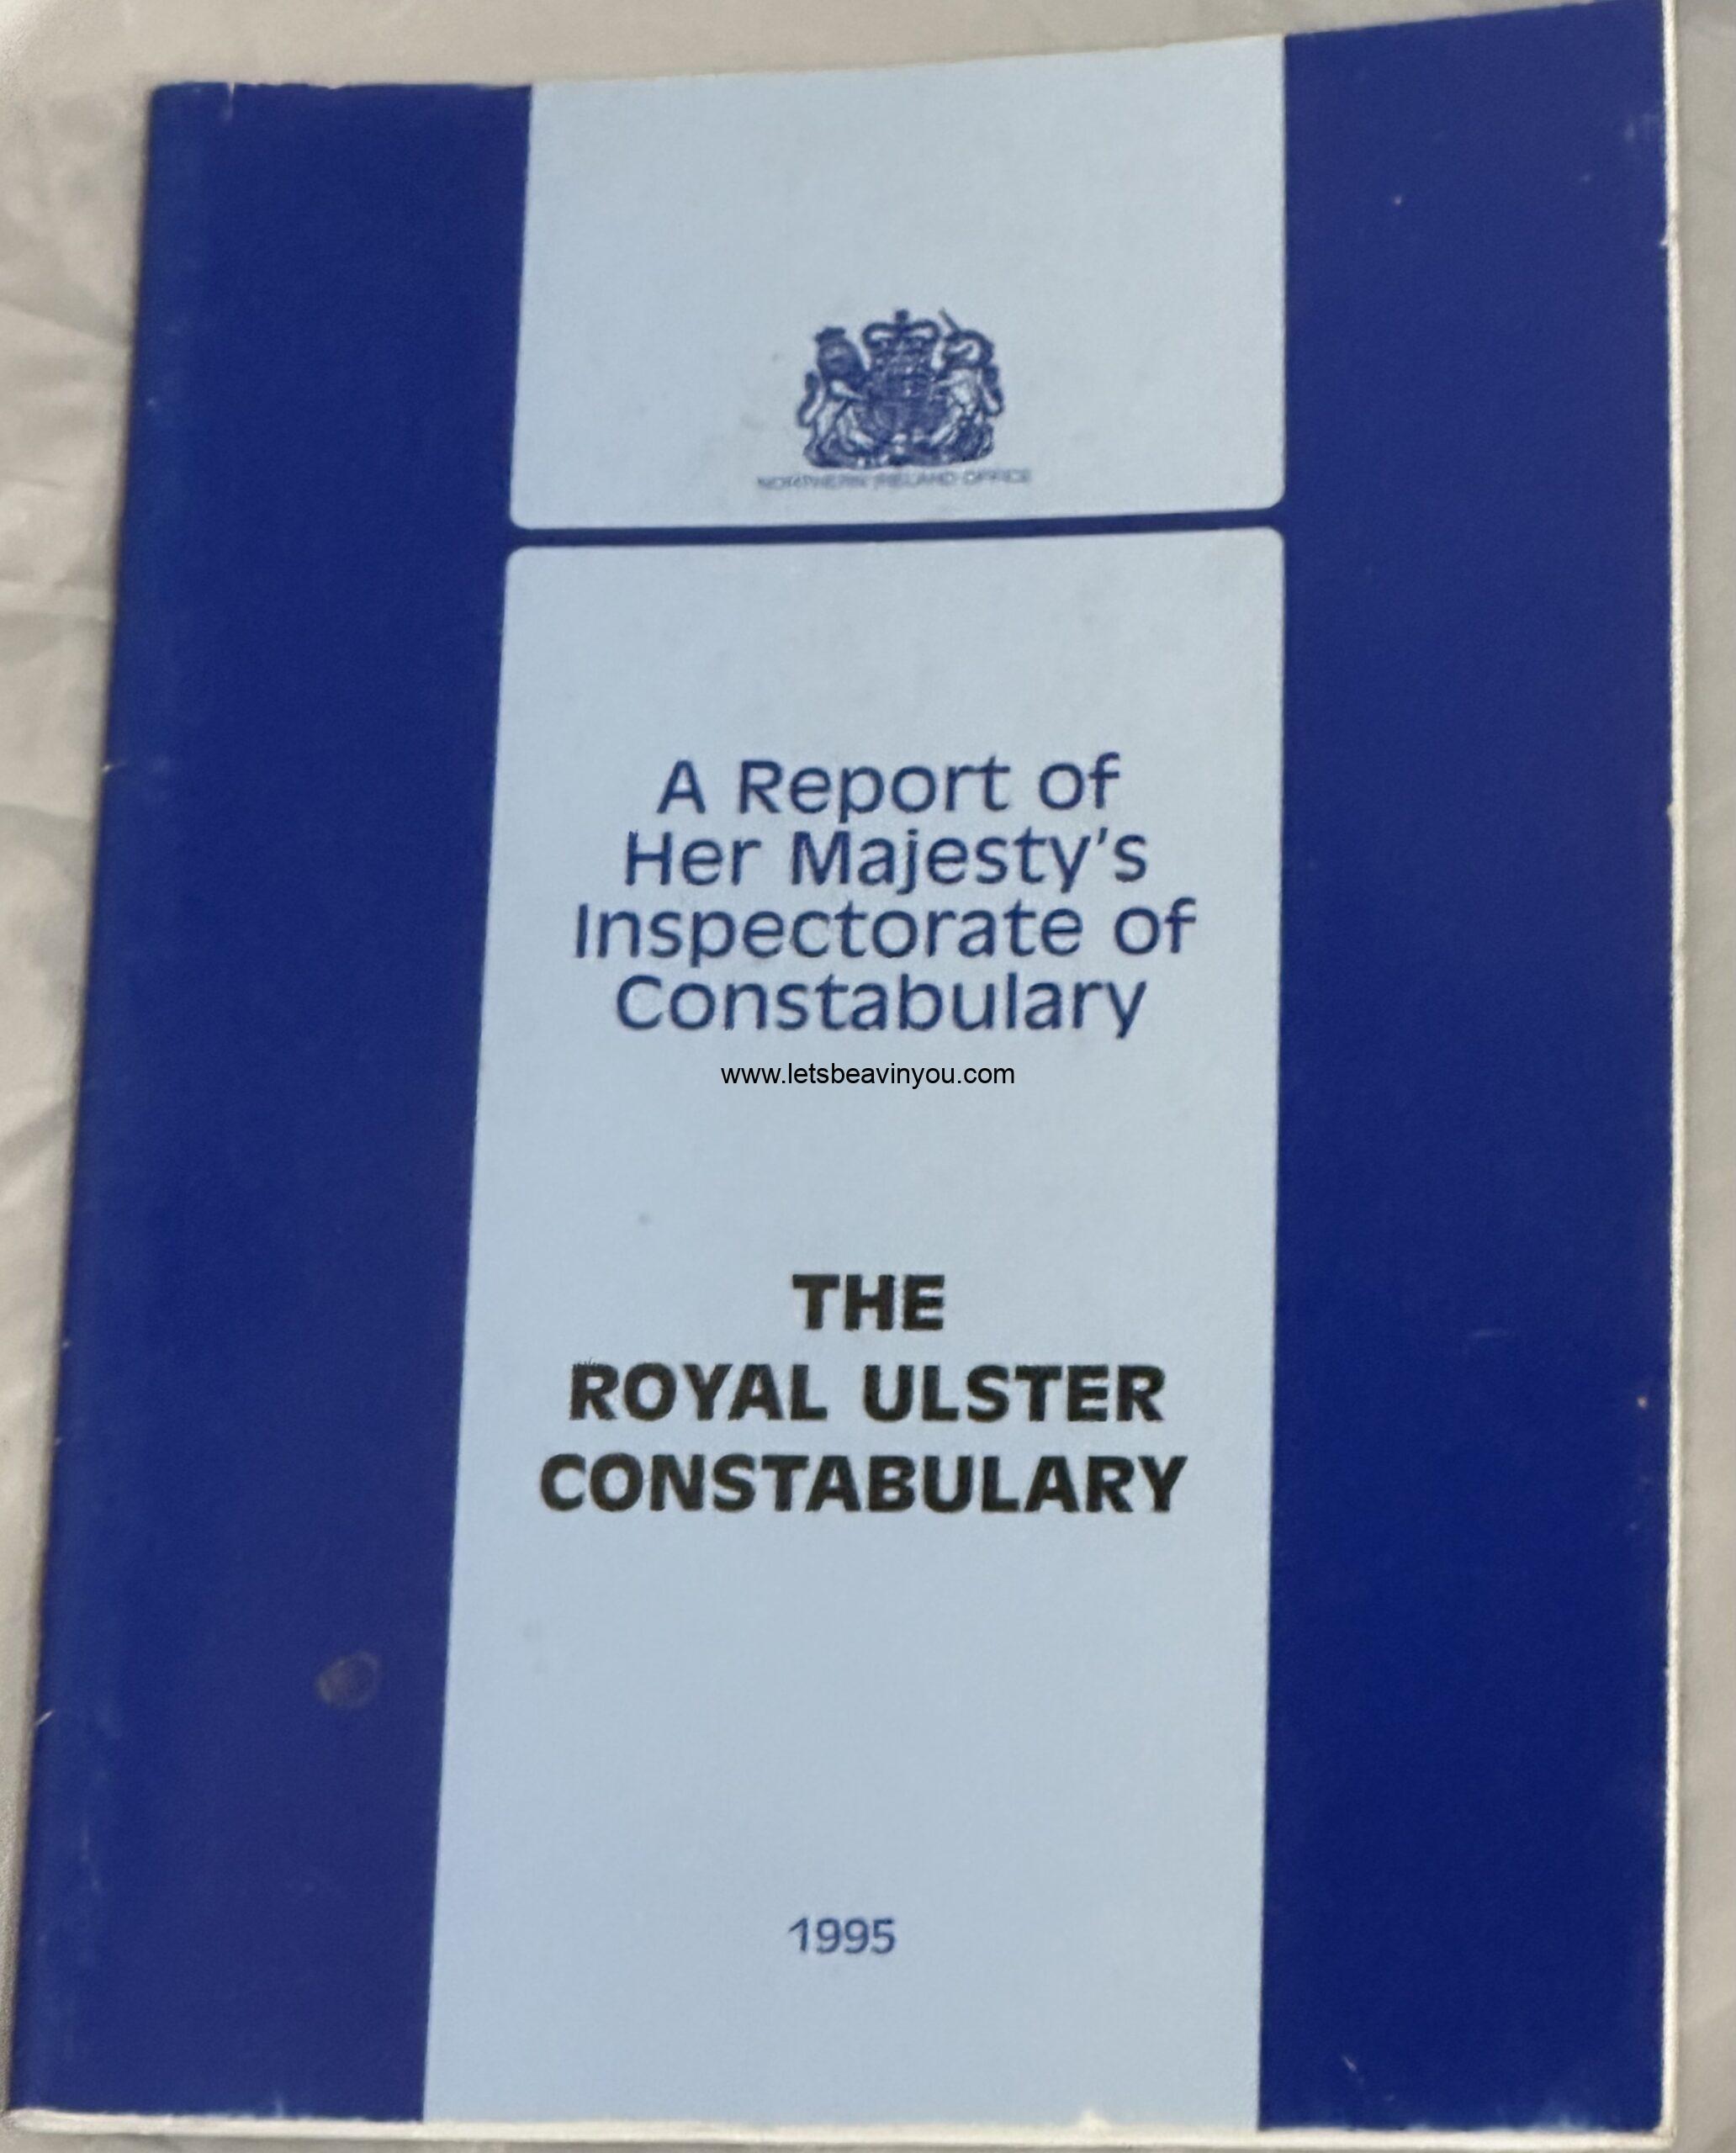 NORTHERN IRELAND OFFICE
A Report of
Her Majesty's
Inspectorate of
Constabulary
www.letsbeavinyou.com
THE
ROYAL ULSTER
CONSTABULARY
1995